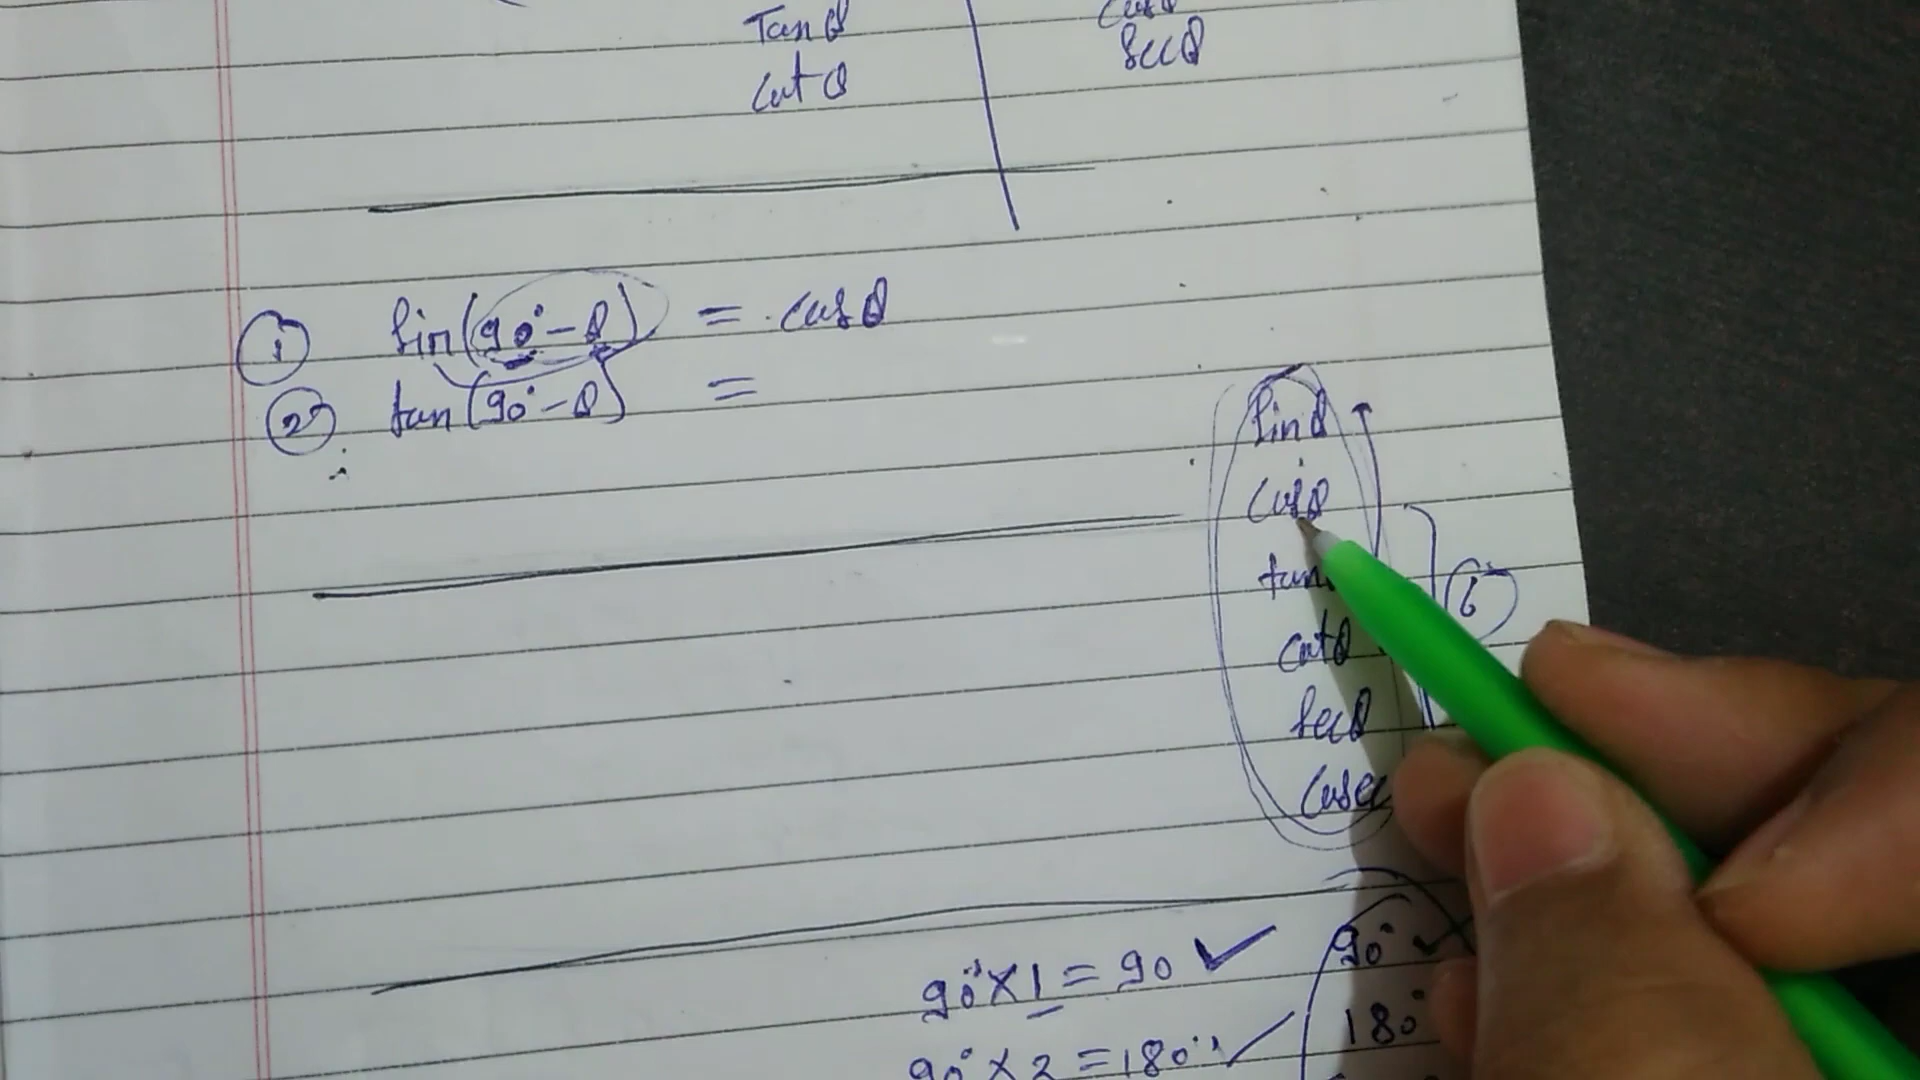 Tan θ
Cosθ
Secθ
Cot θ
① Sin(90°-θ) = Cosθ
② tan(90°-θ) =
Sinθ
Cosθ
tan
Cotθ
Secθ
Cosec
6
90°×1 = 90 ✓
90° ✓
90°×2 = 180° ✓
180°